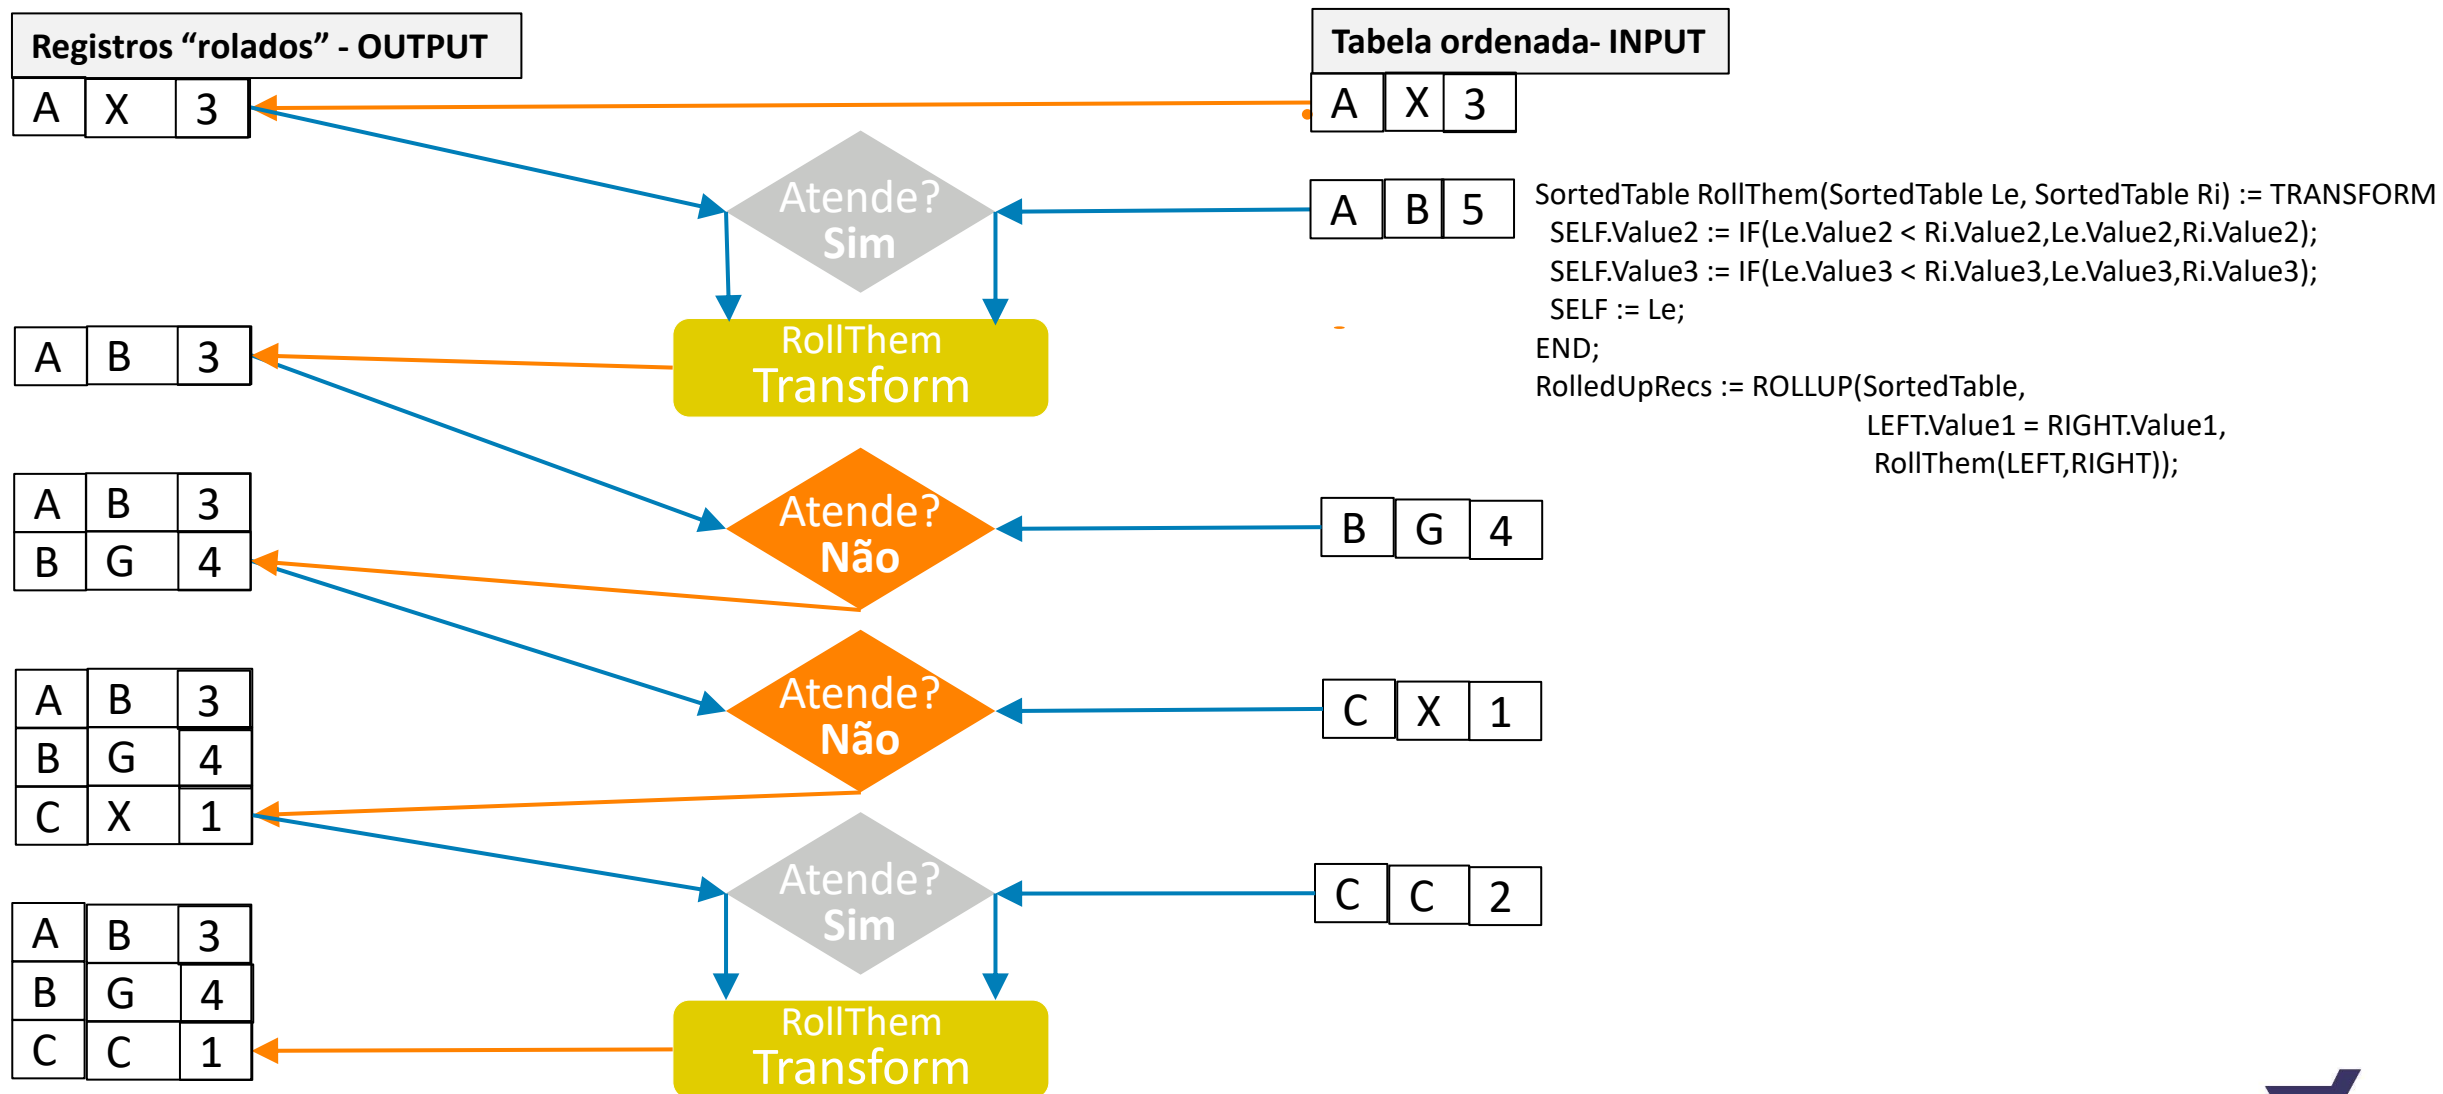 Registros “rolados” - OUTPUT
Tabela ordenada- INPUT
A X 3
A X 3
Atende?
Sim
A B 5
SortedTable RollThem(SortedTable Le, SortedTable Ri) := TRANSFORM
SELF.Value2 := IF(Le.Value2 < Ri.Value2,Le.Value2,Ri.Value2);
SELF.Value3 := IF(Le.Value3 < Ri.Value3,Le.Value3,Ri.Value3);
SELF := Le;
END;
RolledUpRecs := ROLLUP(SortedTable,
LEFT.Value1 = RIGHT.Value1,
RollThem(LEFT,RIGHT));
A B 3
RollThem
Transform
A B 3
B G 4
Atende?
Não
B G 4
A B 3
B G 4
C X 1
Atende?
Não
C X 1
Atende?
Sim
C C 2
A B 3
B G 4
C C 1
RollThem
Transform